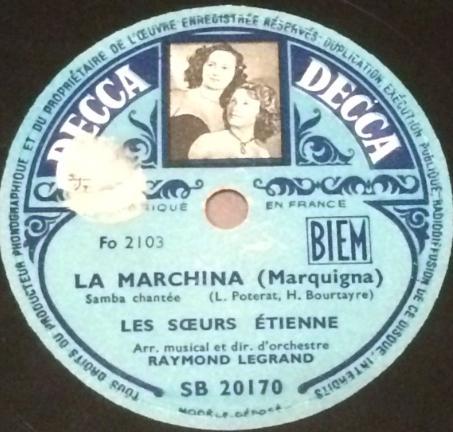 TOUS DROITS DU PRODUCTEUR PHONOGRAPHIQUE ET DU PROPRIÉTAIRE DE L'ŒUVRE ENREGISTRÉE RÉSERVÉS · DUPLICATION, EXÉCUTION PUBLIQUE, RADIODIFFUSION DE CE DISQUE, INTERDITS
DECCA DECCA
RIQUÉ EN FRANCE
Fo 2103 BIEM
LA MARCHINA (Marquigna)
Samba chantée (L. Poterat, H. Bourtayre)
LES SŒURS ÉTIENNE
Arr. musical et dir. d'orchestre
RAYMOND LEGRAND
SB 20170
MODÈLE DÉPOSÉ